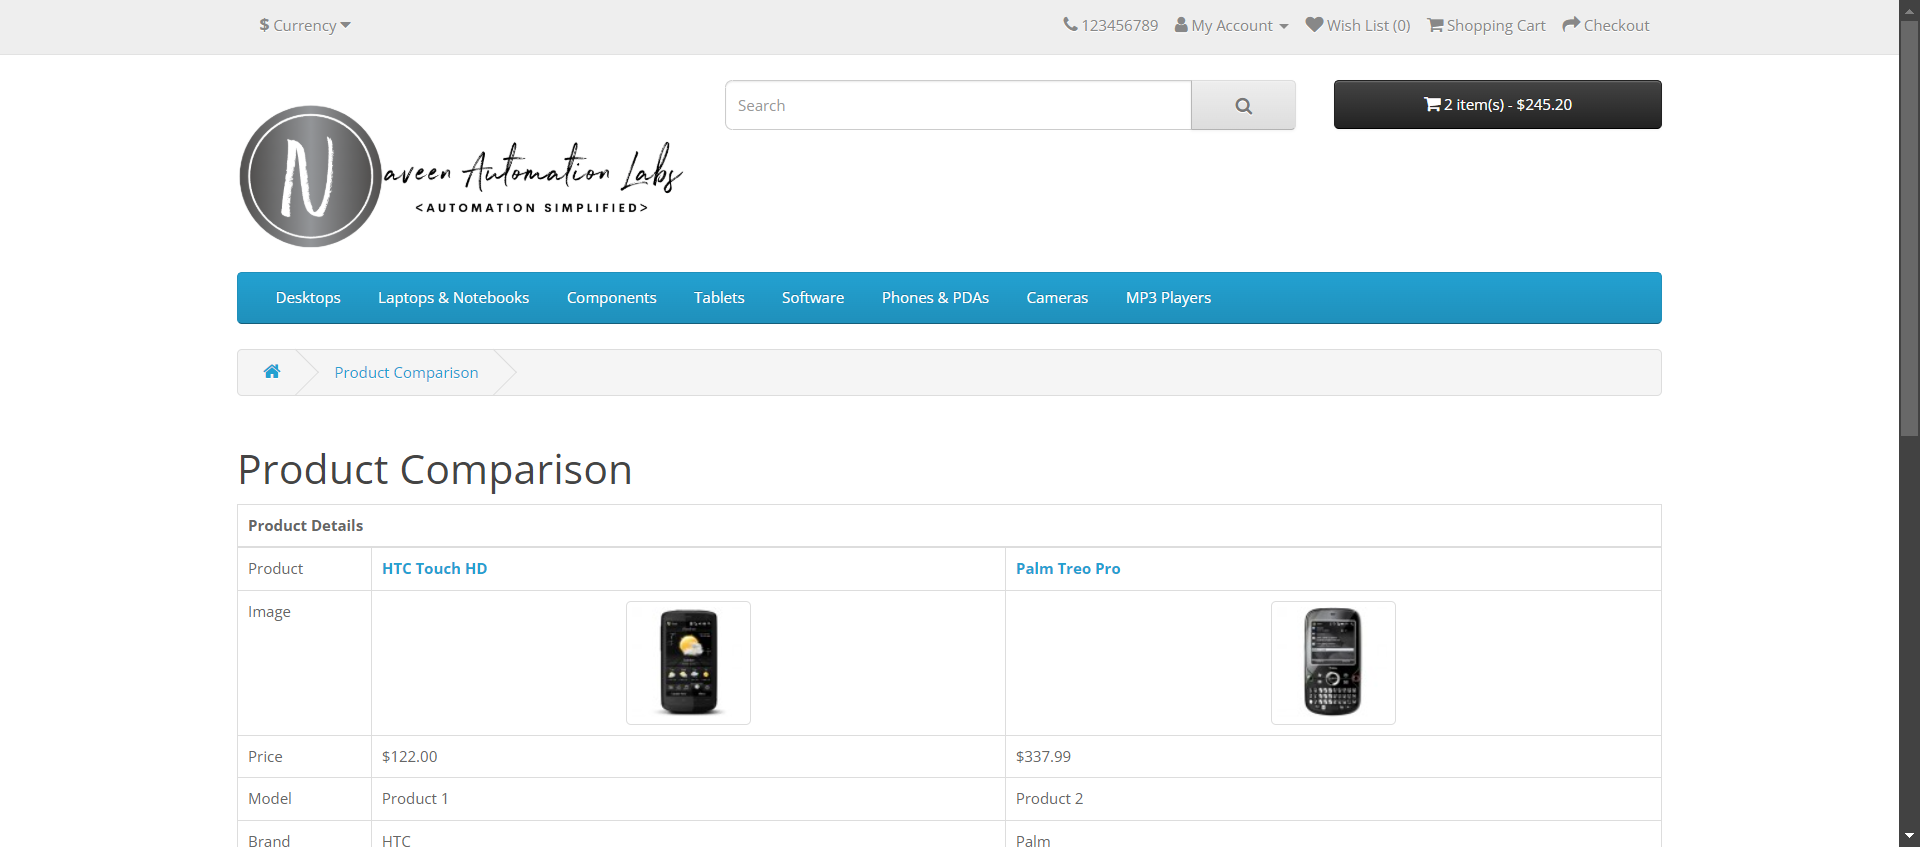 $ Currency
123456789 My Account Wish List (0) Shopping Cart Checkout
Search
2 item(s) - $245.20
N aveen Automation Labs
<AUTOMATION SIMPLIFIED>
Desktops Laptops & Notebooks Components Tablets Software Phones & PDAs Cameras MP3 Players
Product Comparison
Product Comparison
Product Details
Product HTC Touch HD Palm Treo Pro
Image
Price $122.00 $337.99
Model Product 1 Product 2
Brand HTC Palm